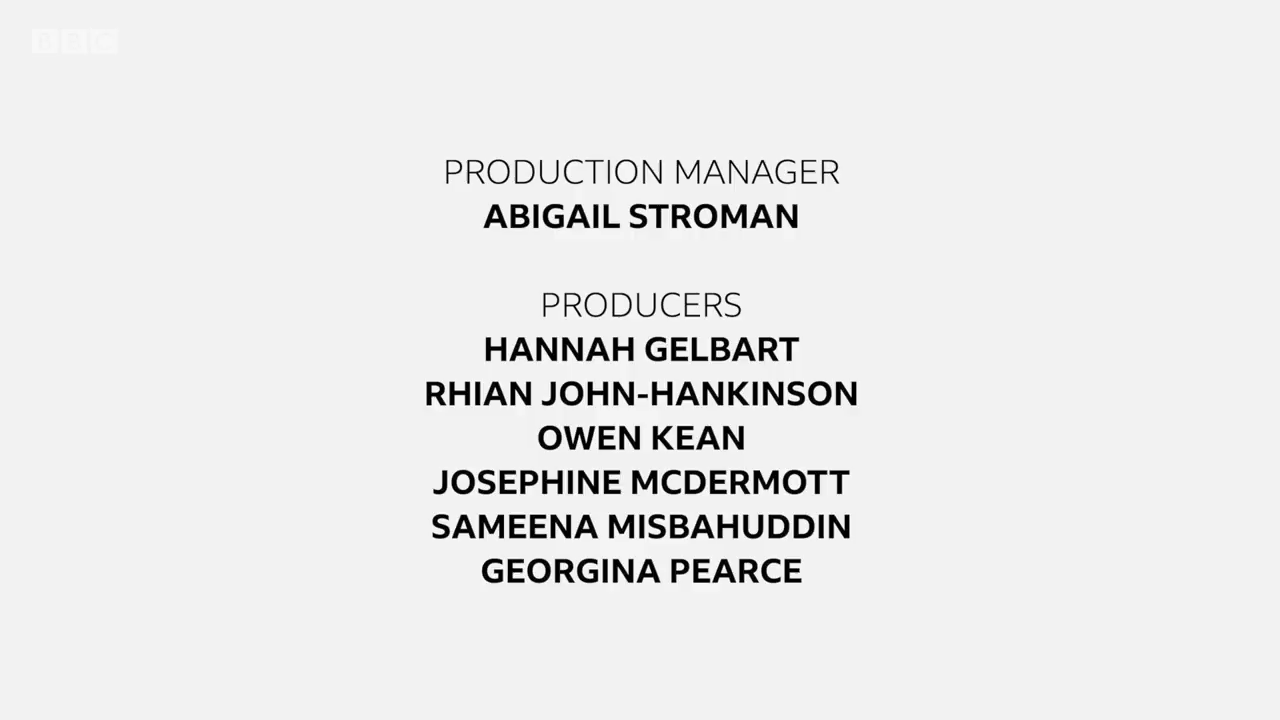 BBC
PRODUCTION MANAGER
ABIGAIL STROMAN
PRODUCERS
HANNAH GELBART
RHIAN JOHN-HANKINSON
OWEN KEAN
JOSEPHINE MCDERMOTT
SAMEENA MISBAHUDDIN
GEORGINA PEARCE